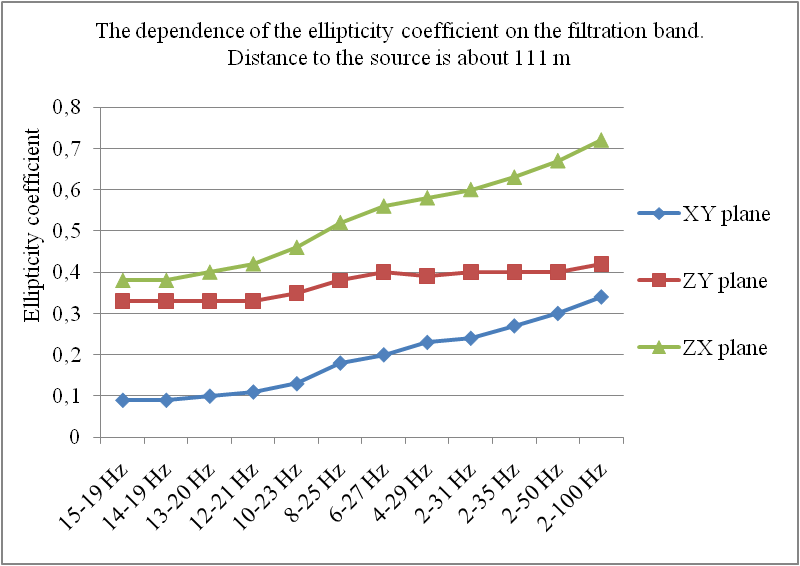 The dependence of the ellipticity coefficient on the filtration band.
Distance to the source is about 111 m
Ellipticity coefficient
0,8
0,7
0,6
0,5
0,4
0,3
0,2
0,1
0
15-19 Hz
14-19 Hz
13-20 Hz
12-21 Hz
10-23 Hz
8-25 Hz
6-27 Hz
4-29 Hz
2-31 Hz
2-35 Hz
2-50 Hz
2-100 Hz
XY plane
ZY plane
ZX plane